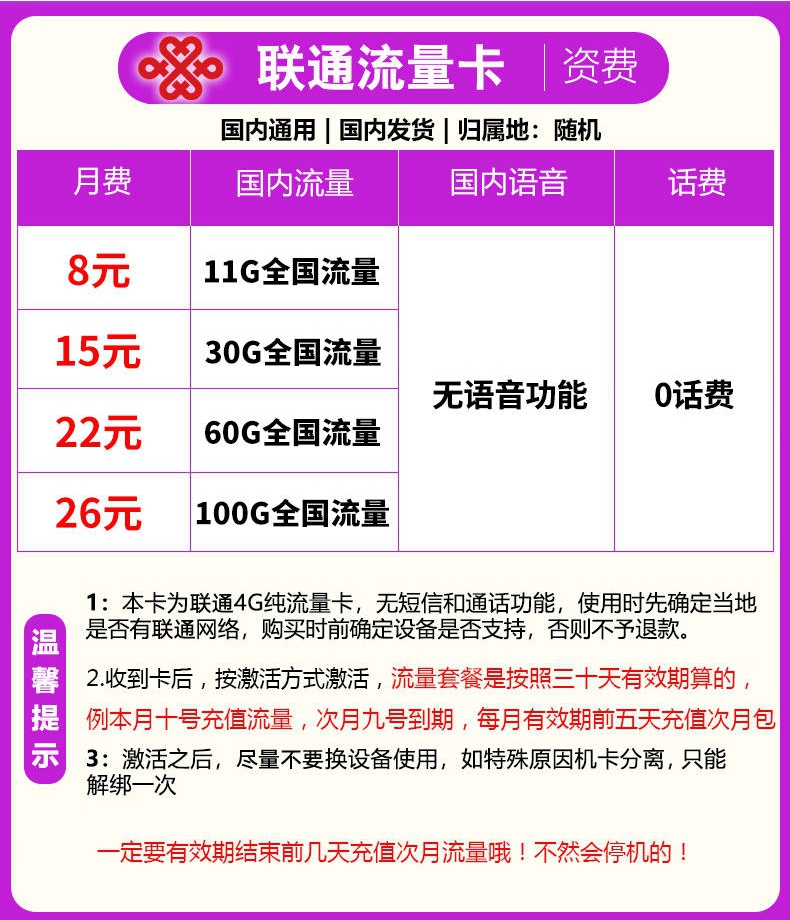 联通流量卡 资费
国内通用 | 国内发货 | 归属地：随机
月费 国内流量 国内语音 话费
8元 11G全国流量
15元 30G全国流量
无语音功能 0话费
22元 60G全国流量
26元 100G全国流量
温馨提示
1：本卡为联通4G纯流量卡，无短信和通话功能，使用时先确定当地
是否有联通网络，购买时前确定设备是否支持，否则不予退款。
2.收到卡后，按激活方式激活，流量套餐是按照三十天有效期算的，
例本月十号充值流量，次月九号到期，每月有效期前五天充值次月包
3：激活之后，尽量不要换设备使用，如特殊原因机卡分离，只能
解绑一次
一定要有效期结束前几天充值次月流量哦！不然会停机的！